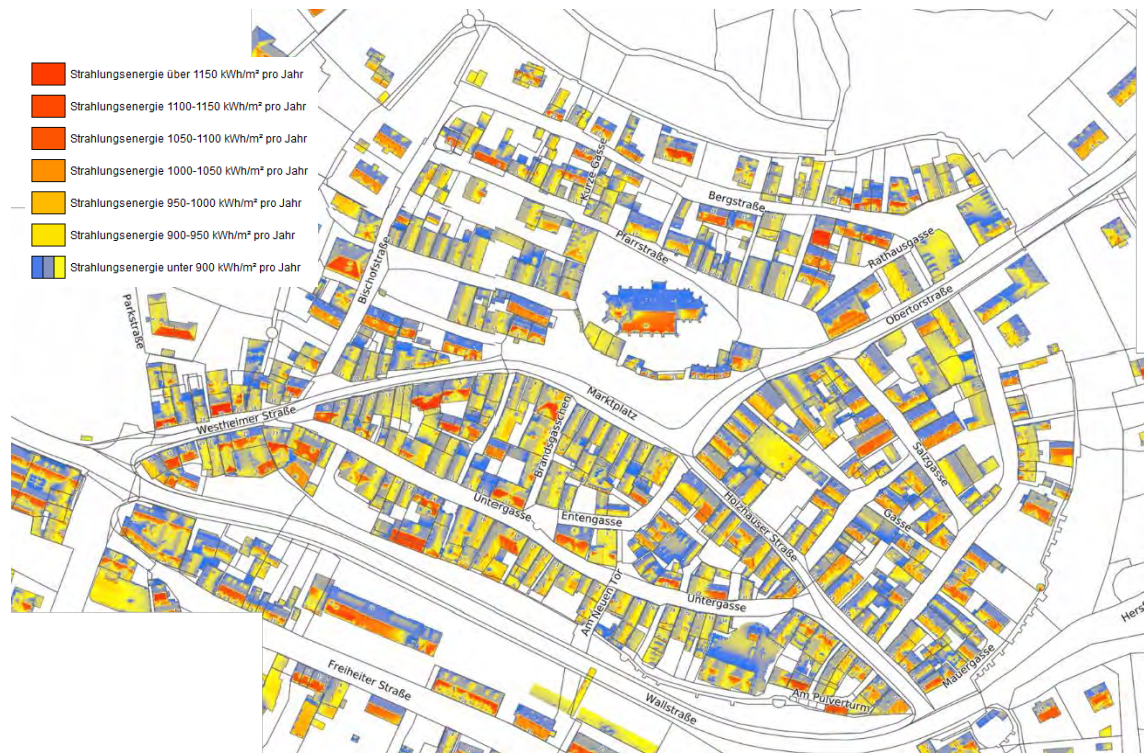 Strahlungsenergie über 1150 kWh/m² pro Jahr
Strahlungsenergie 1100-1150 kWh/m² pro Jahr
Strahlungsenergie 1050-1100 kWh/m² pro Jahr
Strahlungsenergie 1000-1050 kWh/m² pro Jahr
Strahlungsenergie 950-1000 kWh/m² pro Jahr
Strahlungsenergie 900-950 kWh/m² pro Jahr
Strahlungsenergie unter 900 kWh/m² pro Jahr
Kurze Gasse
Bergstraße
Pfarrstraße
Rathausgasse
Bischofstraße
Parkstraße
Obertorstraße
Marktplatz
Westheimer Straße
Brandsgässchen
Salzgasse
Untergasse
Entengasse
Holzhäuser Straße
Gasse
Am Neuen Tor
Untergasse
Hers
Mauergasse
Freiheiter Straße
Am Pulverturm
Wallstraße